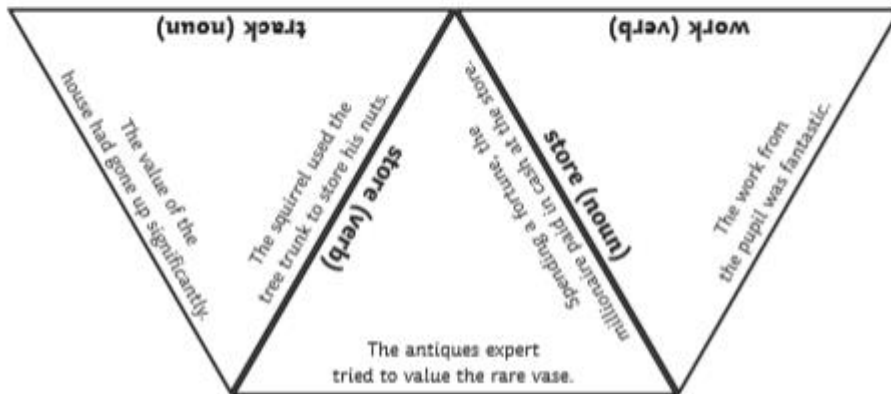 track (noun)
work (verb)
The value of the
house had gone up significantly.
The squirrel used the
tree trunk to store his nuts.
store (verb)
Spending a fortune, the
millionaire paid in cash at the store.
store (noun)
The work from
the pupil was fantastic.
The antiques expert
tried to value the rare vase.